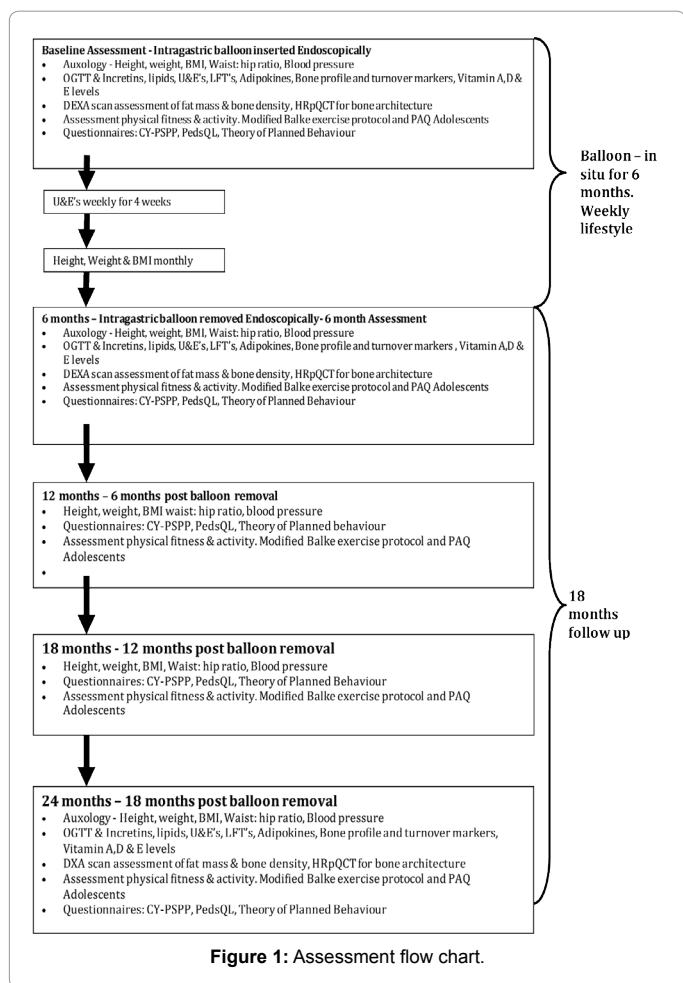 Baseline Assessment - Intragastric balloon inserted Endoscopically
• Auxology - Height, weight, BMI, Waist: hip ratio, Blood pressure
• OGTT & Incretins, lipids, U&E's, LFT's, Adipokines, Bone profile and turnover markers, Vitamin A,D &
E levels
• DEXA scan assessment of fat mass & bone density, HRpQCT for bone architecture
• Assessment physical fitness & activity. Modified Balke exercise protocol and PAQ Adolescents
• Questionnaires: CY-PSPP, PedsQL, Theory of Planned Behaviour
U&E's weekly for 4 weeks
Height, Weight & BMI monthly
Balloon – in
situ for 6
months.
Weekly
lifestyle
6 months – Intragastric balloon removed Endoscopically- 6 month Assessment
• Auxology - Height, weight, BMI, Waist: hip ratio, Blood pressure
• OGTT & Incretins, lipids, U&E's, LFT's, Adipokines, Bone profile and turnover markers , Vitamin A,D &
E levels
• DEXA scan assessment of fat mass & bone density, HRpQCT for bone architecture
• Assessment physical fitness & activity. Modified Balke exercise protocol and PAQ Adolescents
• Questionnaires: CY-PSPP, PedsQL, Theory of Planned Behaviour
12 months – 6 months post balloon removal
• Height, weight, BMI waist: hip ratio, blood pressure
• Questionnaires: CY-PSPP, PedsQL, Theory of Planned behaviour
• Assessment physical fitness & activity. Modified Balke exercise protocol and PAQ
Adolescents
•
18 months - 12 months post balloon removal
• Height, weight, BMI, Waist: hip ratio, Blood pressure
• Questionnaires: CY-PSPP, PedsQL, Theory of Planned Behaviour
• Assessment physical fitness & activity. Modified Balke exercise protocol and PAQ
Adolescents
18
months
follow up
24 months – 18 months post balloon removal
• Auxology - Height, weight, BMI, Waist: hip ratio, Blood pressure
• OGTT & Incretins, lipids, U&E's, LFT's, Adipokines, Bone profile and turnover markers,
Vitamin A,D & E levels
• DXA scan assessment of fat mass & bone density, HRpQCT for bone architecture
• Assessment physical fitness & activity. Modified Balke exercise protocol and PAQ
Adolescents
• Questionnaires: CY-PSPP, PedsQL, Theory of Planned Behaviour
Figure 1: Assessment flow chart.